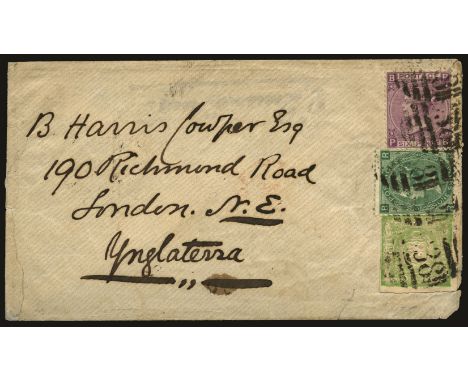 B. Harris Cowper Esq
190 Richmond Road
London. N.E.
Ynglaterra